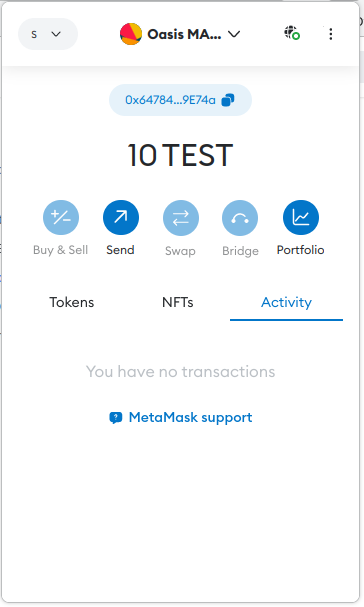 s
Oasis MA...
0x64784...9E74a
10 TEST
Buy & Sell
Send
Swap
Bridge
Portfolio
Tokens
NFTs
Activity
You have no transactions
MetaMask support